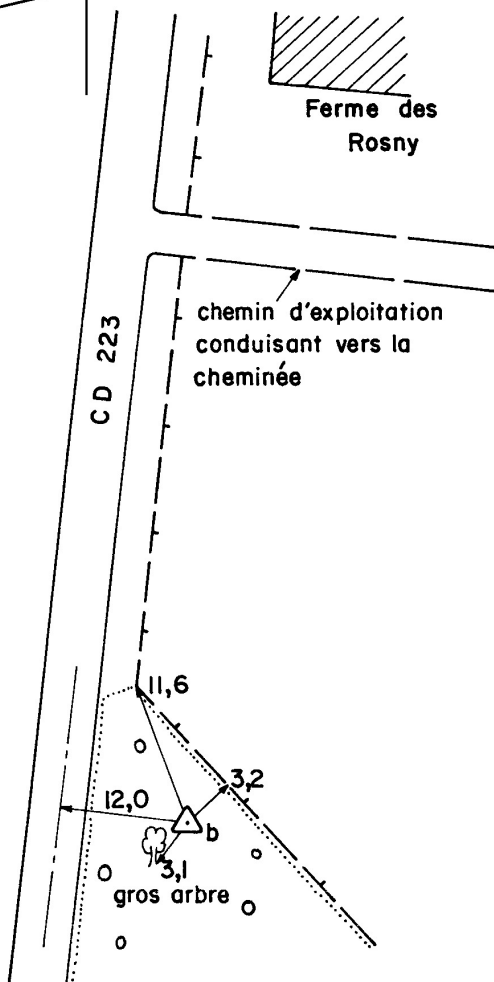 Ferme des
Rosny
chemin d'exploitation
conduisant vers la
cheminée
CD 223
11,6
3,2
12,0
b
3,1
gros arbre